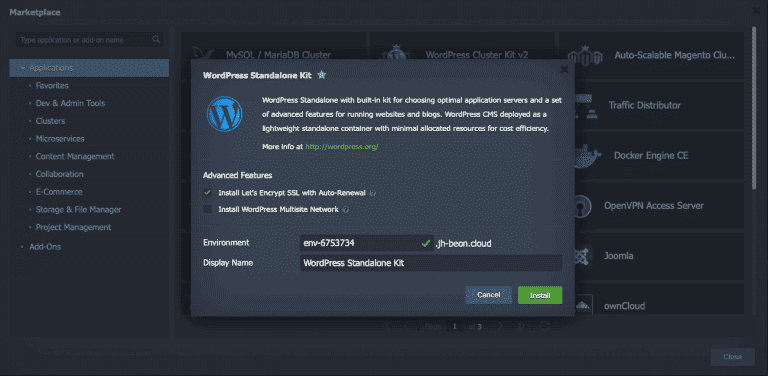 Marketplace
Type application or add-on name
Applications
Favorites
Dev & Admin Tools
Clusters
Microservices
Content Management
Collaboration
E-Commerce
Storage & File Manager
Project Management
Add-Ons
MySQL / MariaDB Cluster
WordPress Cluster Kit v2
Auto-Scalable Magento Clu...
Traffic Distributor
Docker Engine CE
OpenVPN Access Server
Joomla
ownCloud
WordPress Standalone Kit
WordPress Standalone with built-in kit for choosing optimal application servers and a set
of advanced features for running websites and blogs. WordPress CMS deployed as a
lightweight standalone container with minimal allocated resources for cost efficiency.
More info at http://wordpress.org/
Advanced Features
Install Let's Encrypt SSL with Auto-Renewal
Install WordPress Multisite Network
Environment env-6753734 .jh-beon.cloud
Display Name WordPress Standalone Kit
Cancel Install
Page 1 of 3
Close